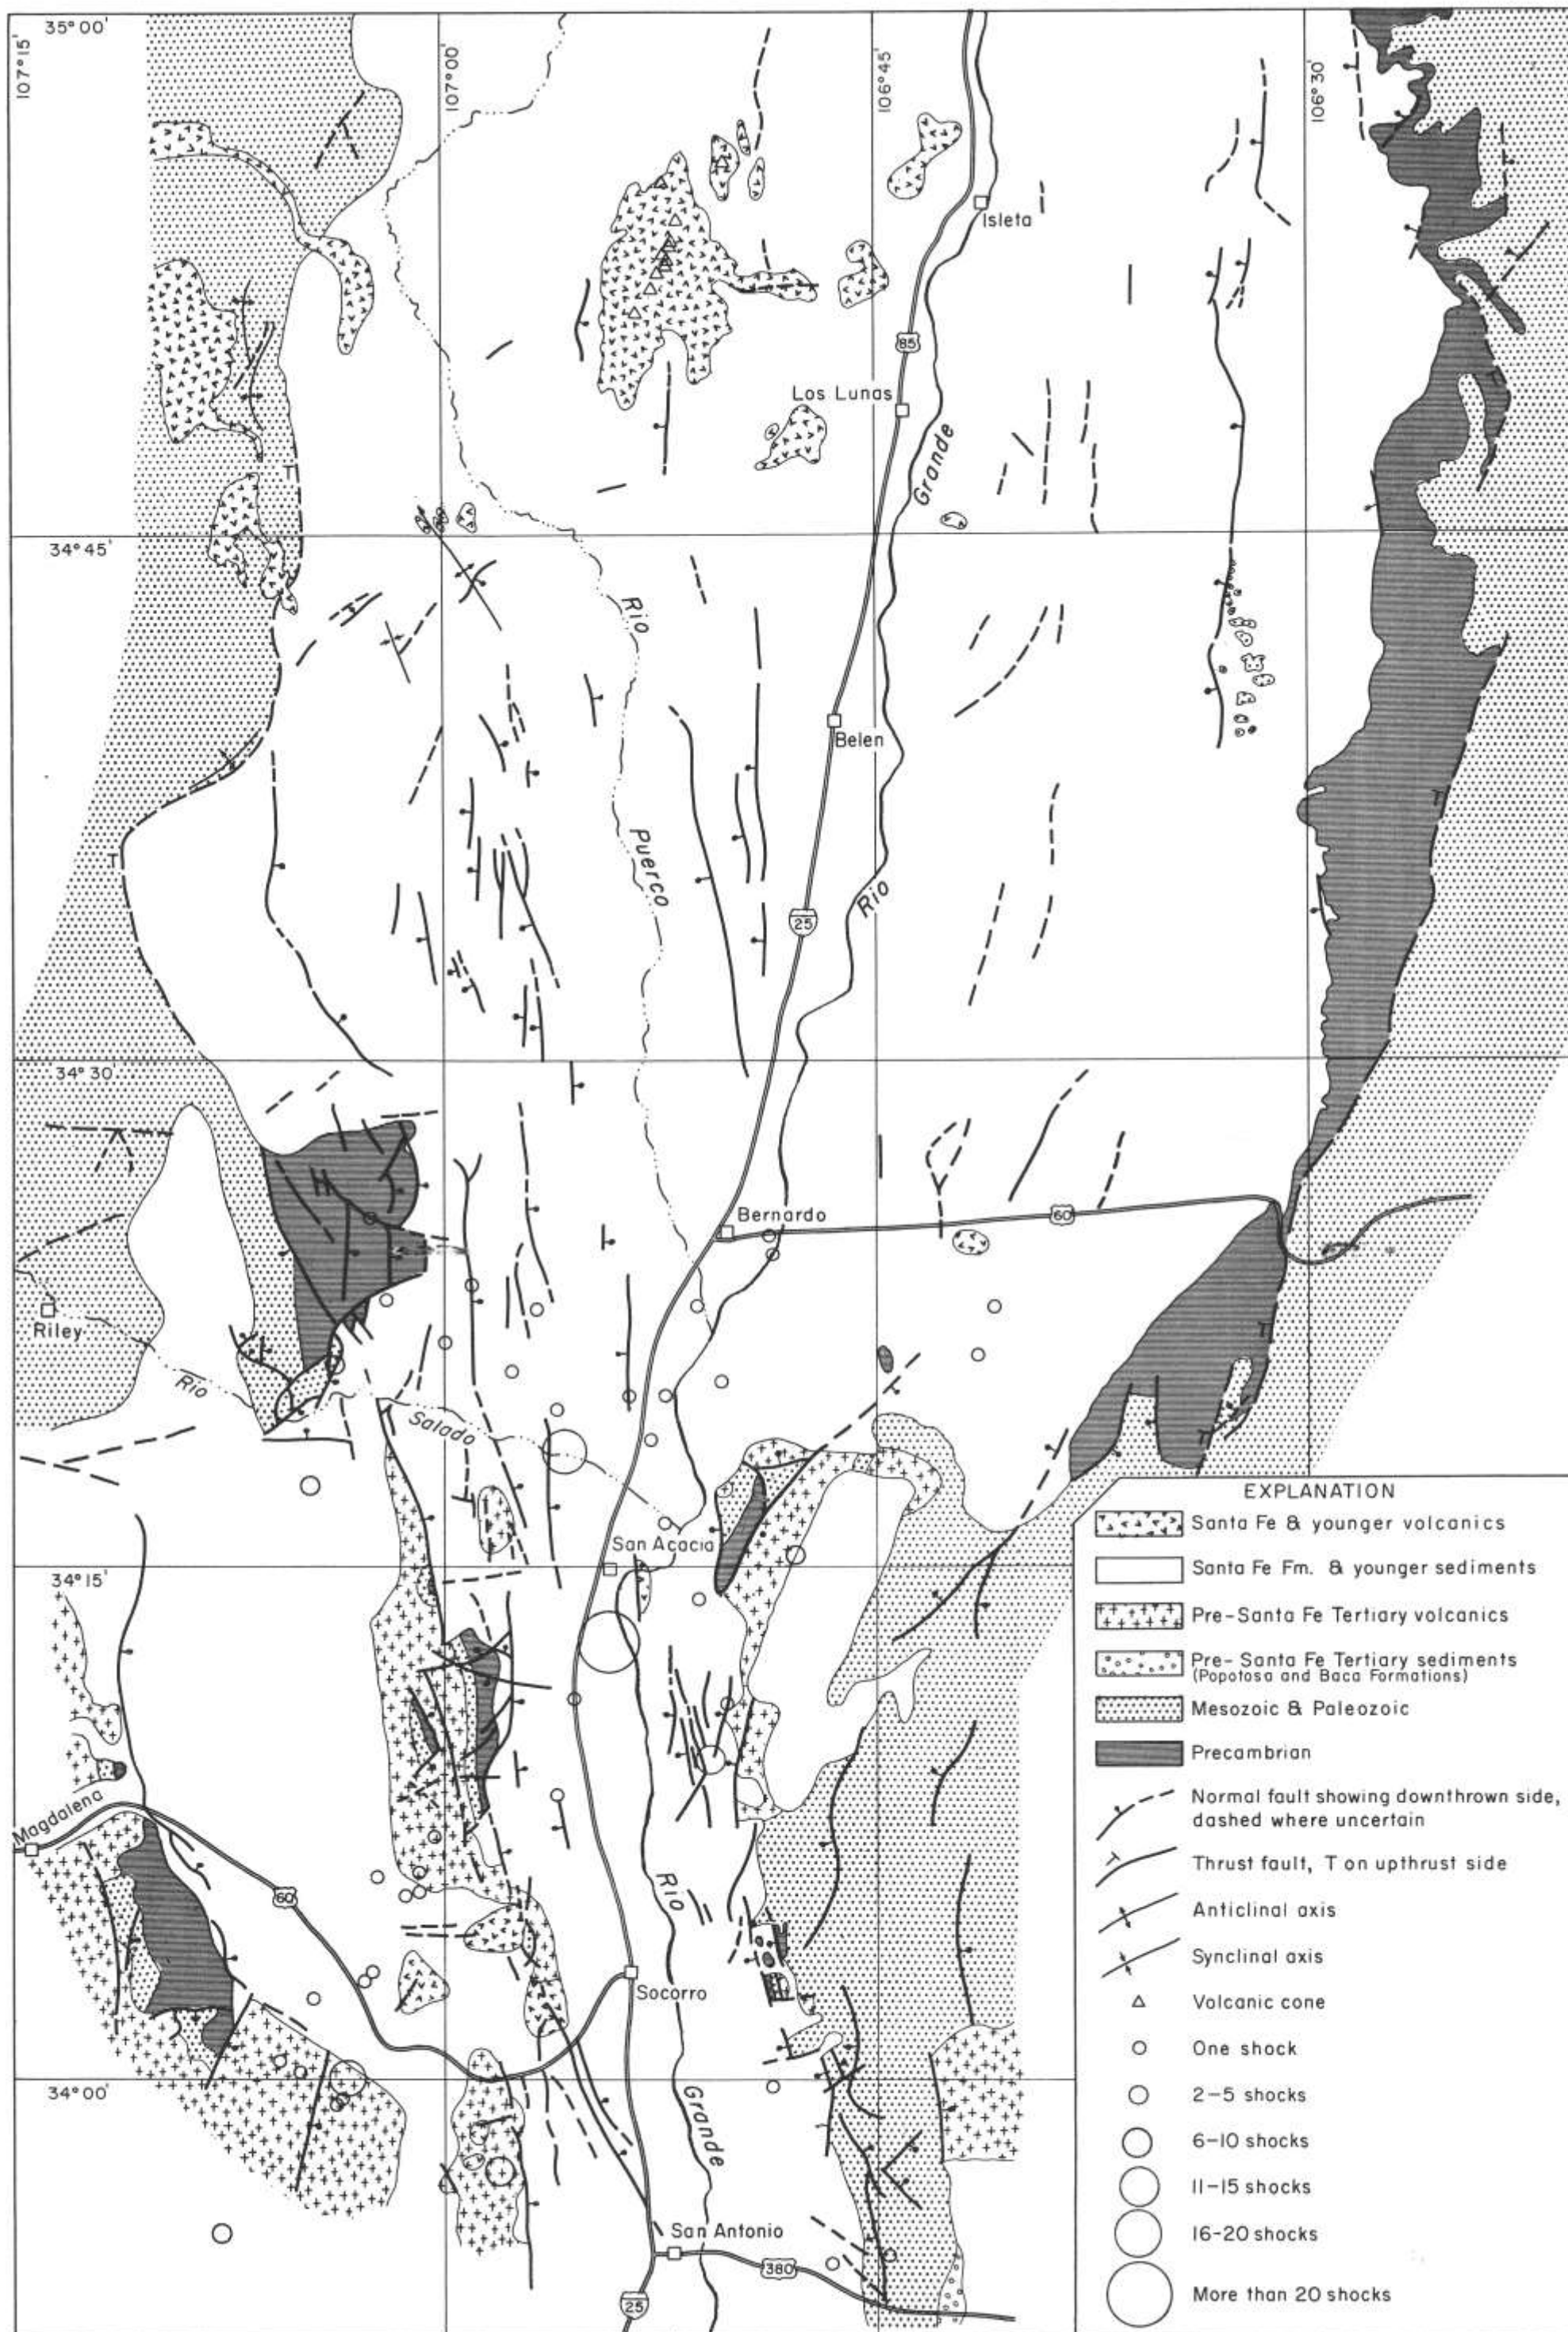 35° 00'
107° 15'
107° 00'
106° 45'
106° 30'
Isleta
85
Los Lunas
Grande
34° 45'
Rio
Belen
Puerco
Rio
25
34° 30'
Bernardo
60
Riley
Rio
Salado
San Acacia
34° 15'
Magdalena
60
Rio
Socorro
34° 00'
Grande
San Antonio
380
25
EXPLANATION
Santa Fe & younger volcanics
Santa Fe Fm. & younger sediments
Pre-Santa Fe Tertiary volcanics
Pre-Santa Fe Tertiary sediments
(Popotosa and Baca Formations)
Mesozoic & Paleozoic
Precambrian
Normal fault showing downthrown side,
dashed where uncertain
Thrust fault, T on upthrust side
Anticlinal axis
Synclinal axis
Volcanic cone
One shock
2-5 shocks
6-10 shocks
11-15 shocks
16-20 shocks
More than 20 shocks